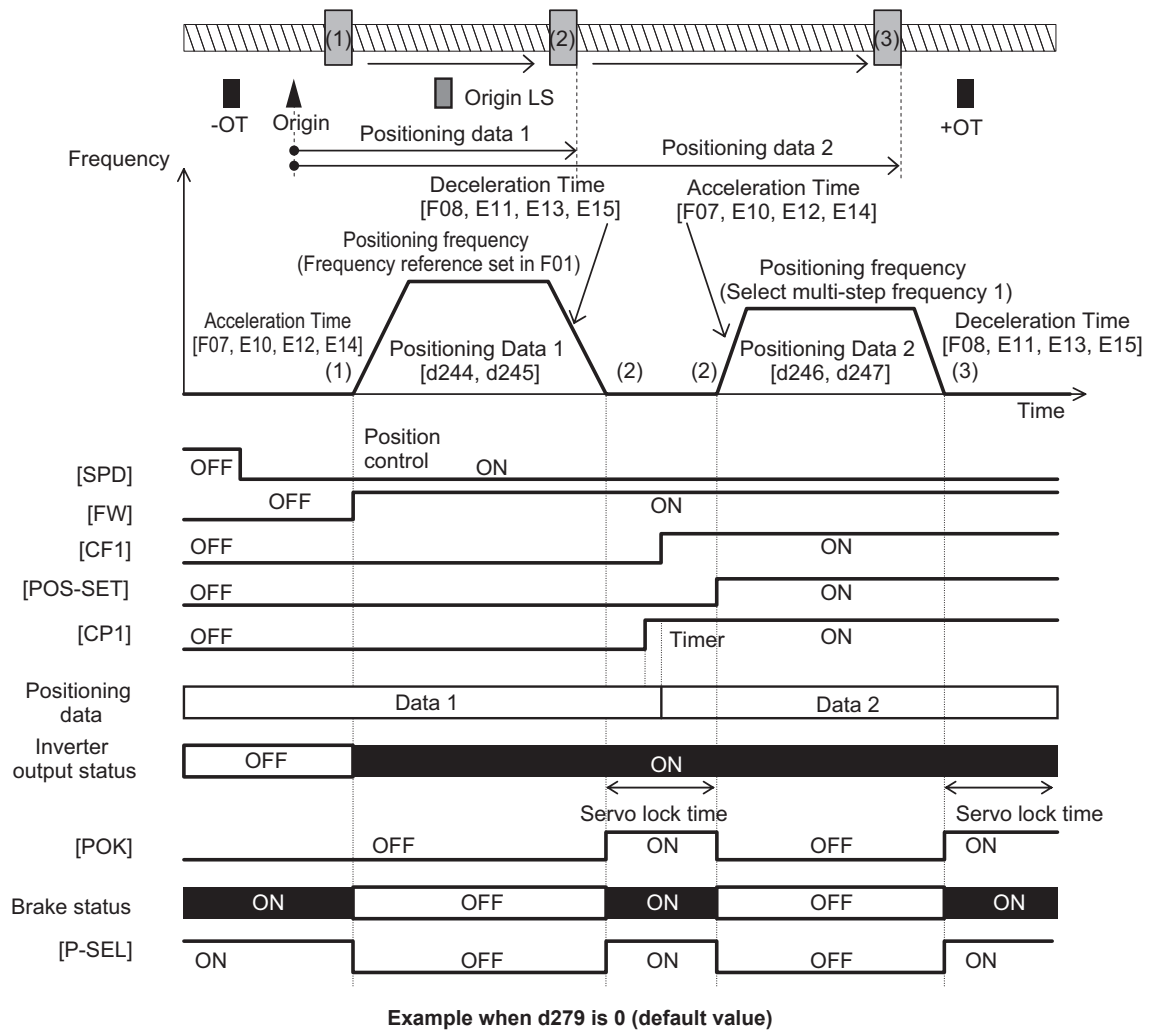 (1)
(2)
(3)
-OT
Origin
Origin LS
+OT
Positioning data 1
Positioning data 2
Frequency
Deceleration Time
[F08, E11, E13, E15]
Acceleration Time
[F07, E10, E12, E14]
Positioning frequency
(Frequency reference set in F01)
Positioning frequency
(Select multi-step frequency 1)
Acceleration Time
[F07, E10, E12, E14]
Positioning Data 1
[d244, d245]
Positioning Data 2
[d246, d247]
Deceleration Time
[F08, E11, E13, E15]
(1)
(2)
(2)
(3)
Time
[SPD]
OFF
Position
control
ON
[FW]
OFF
ON
[CF1]
OFF
ON
[POS-SET]
OFF
ON
[CP1]
OFF
Timer
ON
Positioning
data
Data 1
Data 2
Inverter
output status
OFF
ON
Servo lock time
Servo lock time
[POK]
OFF
ON
OFF
ON
Brake status
ON
OFF
ON
OFF
ON
[P-SEL]
ON
OFF
ON
OFF
ON
Example when d279 is 0 (default value)